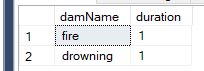 damName duration
1 fire 1
2 drowning 1